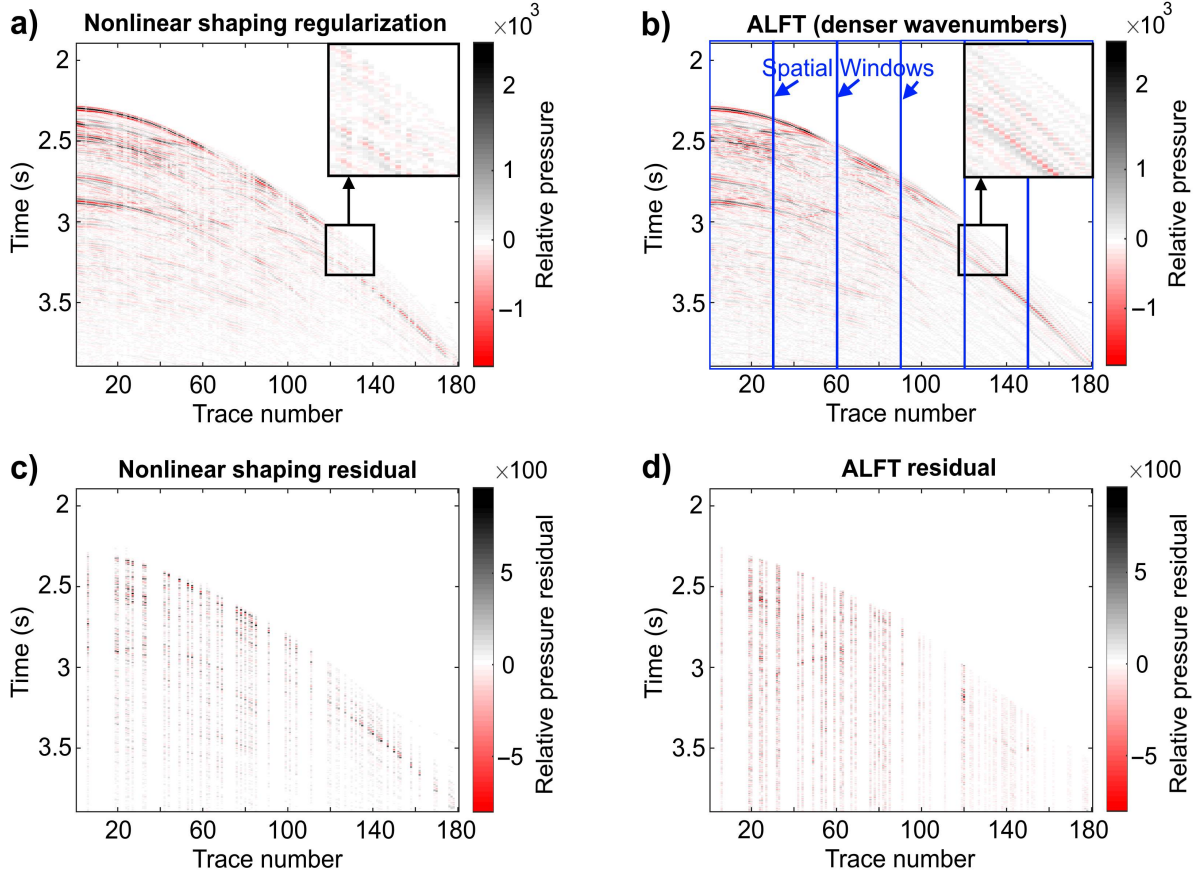 a)
Nonlinear shaping regularization
×10³
2
2.5
3
3.5
Time (s)
20
60
100
140
180
Trace number
2
1
0
−1
Relative pressure
b)
ALFT (denser wavenumbers)
×10³
Spatial Windows
2
2.5
3
3.5
Time (s)
20
60
100
140
180
Trace number
2
1
0
−1
Relative pressure
c)
Nonlinear shaping residual
×100
2
2.5
3
3.5
Time (s)
20
60
100
140
180
Trace number
5
0
−5
Relative pressure residual
d)
ALFT residual
×100
2
2.5
3
3.5
Time (s)
20
60
100
140
180
Trace number
5
0
−5
Relative pressure residual